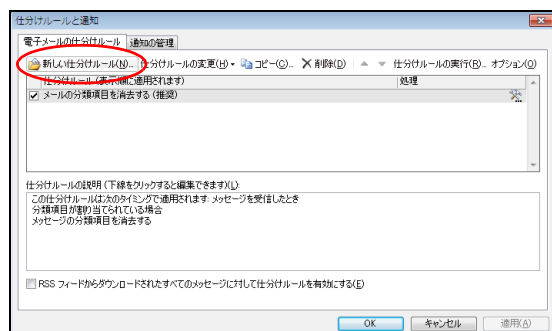 仕分けルールと通知
電子メールの仕分けルール 通知の管理
新しい仕分けルール(N)... 仕分けルールの変更(H) コピー(C)... 削除(D) 仕分けルールの実行(R)... オプション(O)
仕分けルール (表示順に適用されます) 処理
メールの分類項目を消去する (推奨)
仕分けルールの説明 (下線をクリックすると編集できます)(L):
この仕分けルールは次のタイミングで適用されます: メッセージを受信したとき
分類項目が割り当てられている場合
メッセージの分類項目を消去する
RSS フィードからダウンロードされたすべてのメッセージに対して仕分けルールを有効にする(E)
OK キャンセル 適用(A)